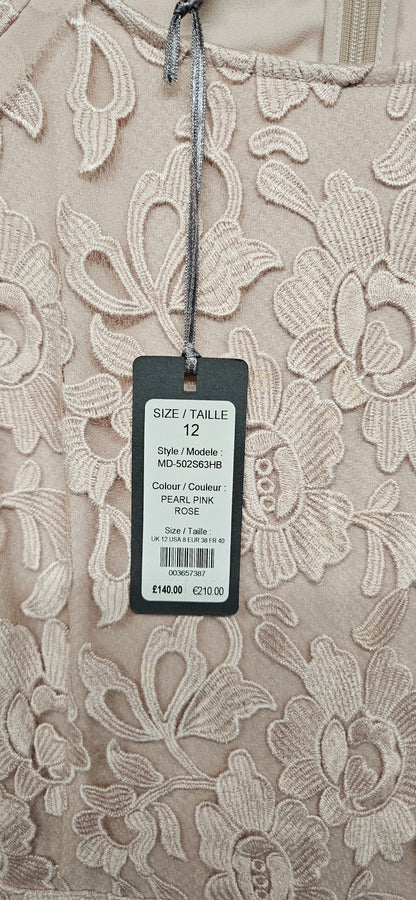 SIZE / TAILLE
12
Style / Modele :
MD-502S63HB
Colour / Couleur :
PEARL PINK
ROSE
Size / Taille :
UK 12 USA 8 EUR 38 FR 40
003657387
£140.00 €210.00